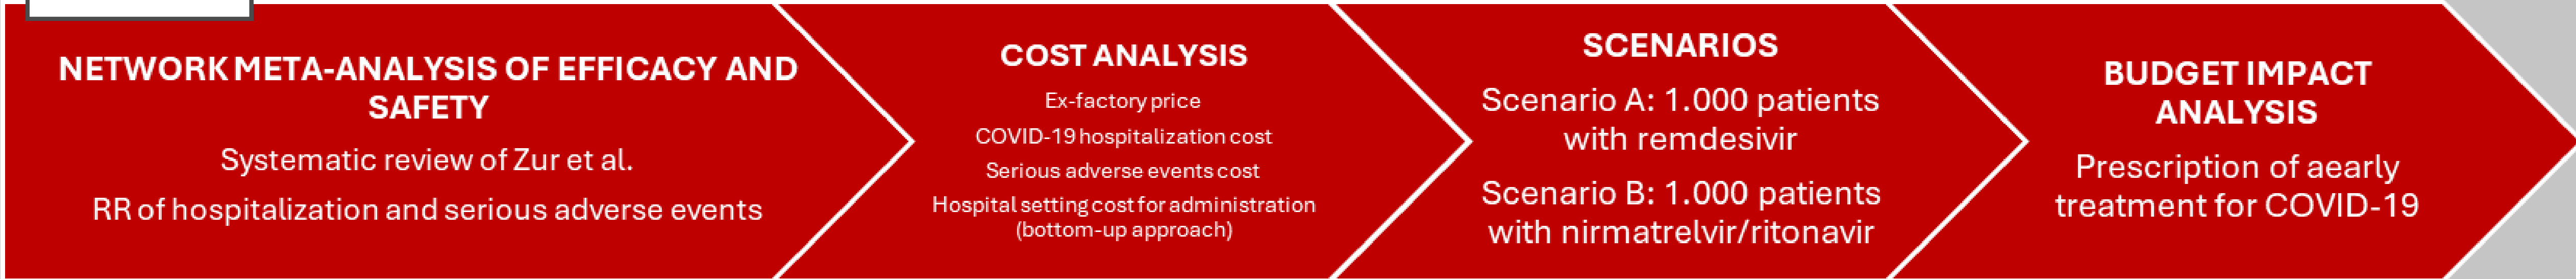 NETWORK META-ANALYSIS OF EFFICACY AND
SAFETY
Systematic review of Zur et al.
RR of hospitalization and serious adverse events
COST ANALYSIS
Ex-factory price
COVID-19 hospitalization cost
Serious adverse events cost
Hospital setting cost for administration
(bottom-up approach)
SCENARIOS
Scenario A: 1.000 patients
with remdesivir
Scenario B: 1.000 patients
with nirmatrelvir/ritonavir
BUDGET IMPACT
ANALYSIS
Prescription of aearly
treatment for COVID-19